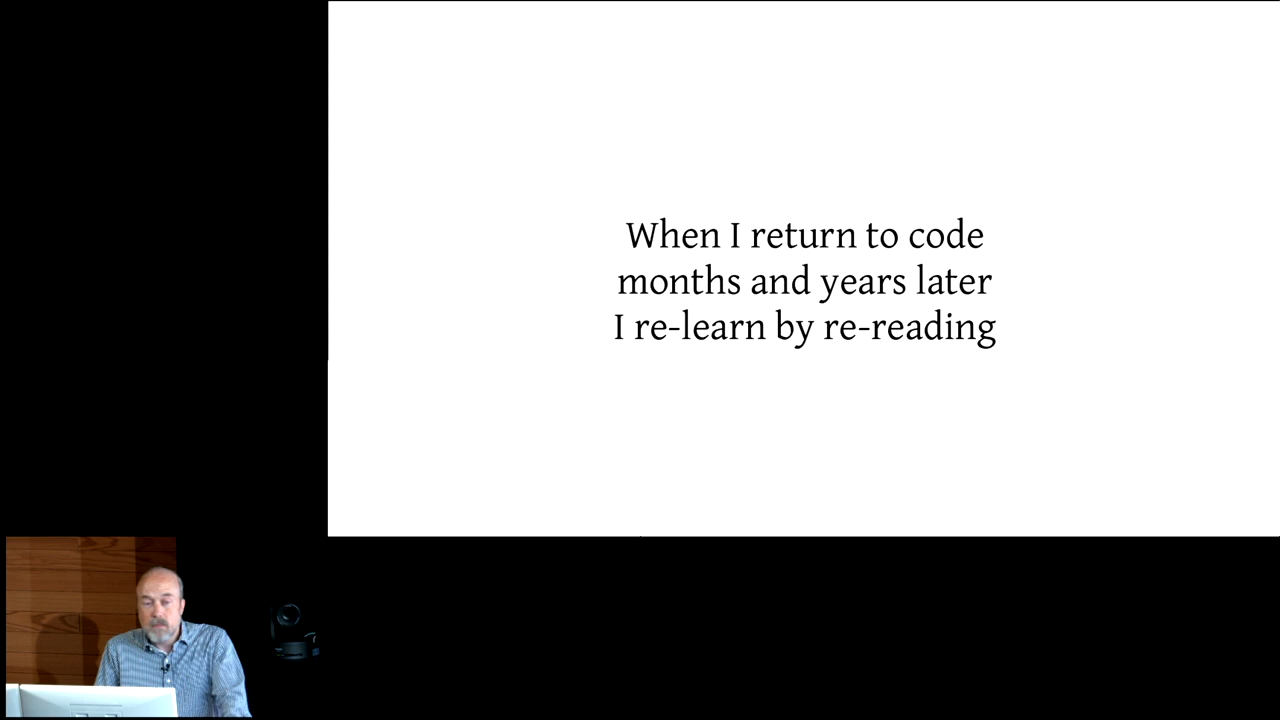 When I return to code
months and years later
I re-learn by re-reading